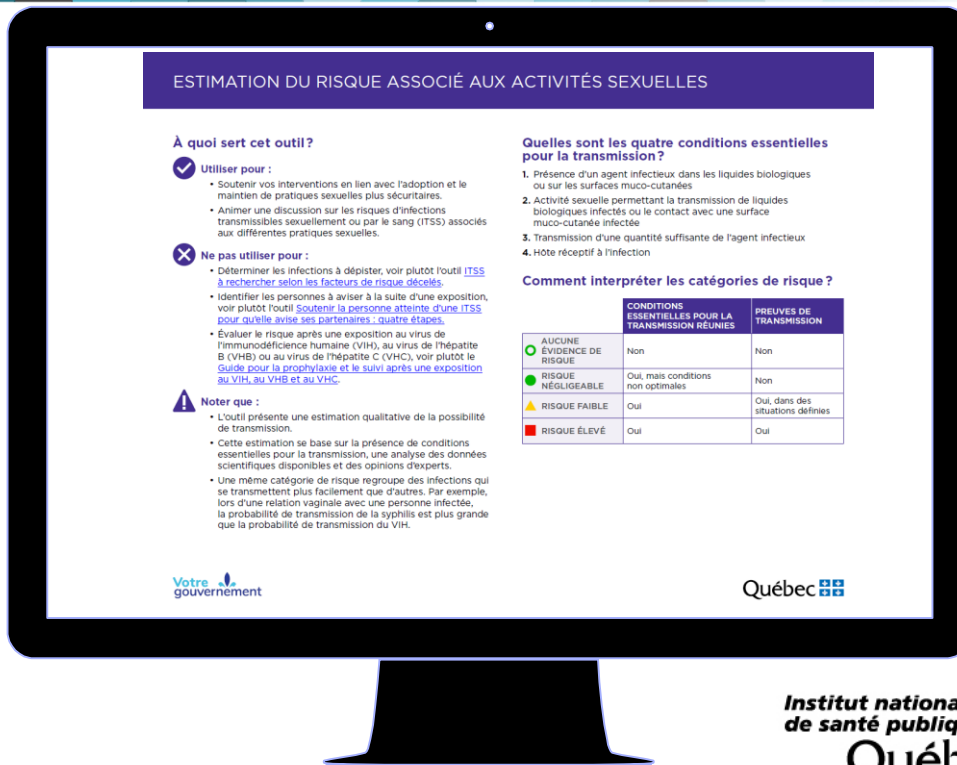 ESTIMATION DU RISQUE ASSOCIÉ AUX ACTIVITÉS SEXUELLES
À quoi sert cet outil?
Utiliser pour :
• Soutenir vos interventions en lien avec l'adoption et le
maintien de pratiques sexuelles plus sécuritaires.
• Animer une discussion sur les risques d'infections
transmissibles sexuellement ou par le sang (ITSS) associés
aux différentes pratiques sexuelles.
Ne pas utiliser pour :
• Déterminer les infections à dépister, voir plutôt l'outil ITSS
à rechercher selon les facteurs de risque décelés.
• Identifier les personnes à aviser à la suite d'une exposition,
voir plutôt l'outil Soutenir la personne atteinte d'une ITSS
pour qu'elle avise ses partenaires : quatre étapes.
• Évaluer le risque après une exposition au virus de
l'immunodéficience humaine (VIH), au virus de l'hépatite
B (VHB) ou au virus de l'hépatite C (VHC), voir plutôt le
Guide pour la prophylaxie et le suivi après une exposition
au VIH, au VHB et au VHC.
Noter que :
• L'outil présente une estimation qualitative de la possibilité
de transmission.
• Cette estimation se base sur la présence de conditions
essentielles pour la transmission, une analyse des données
scientifiques disponibles et des opinions d'experts.
• Une même catégorie de risque regroupe des infections qui
se transmettent plus facilement que d'autres. Par exemple,
lors d'une relation vaginale avec une personne infectée,
la probabilité de transmission de la syphilis est plus grande
que la probabilité de transmission du VIH.
Quelles sont les quatre conditions essentielles
pour la transmission?
1. Présence d'un agent infectieux dans les liquides biologiques
ou sur les surfaces muco-cutanées
2. Activité sexuelle permettant la transmission de liquides
biologiques infectés ou le contact avec une surface
muco-cutanée infectée
3. Transmission d'une quantité suffisante de l'agent infectieux
4. Hôte réceptif à l'infection
Comment interpréter les catégories de risque?
CONDITIONS
ESSENTIELLES POUR LA
TRANSMISSION RÉUNIES
PREUVES DE
TRANSMISSION
AUCUNE
ÉVIDENCE DE
RISQUE
Non
Non
RISQUE
NÉGLIGEABLE
Oui, mais conditions
non optimales
Non
RISQUE FAIBLE
Oui
Oui, dans des
situations définies
RISQUE ÉLEVÉ
Oui
Oui
Votre
gouvernement
Québec
Institut nationa
de santé publiq
Québ